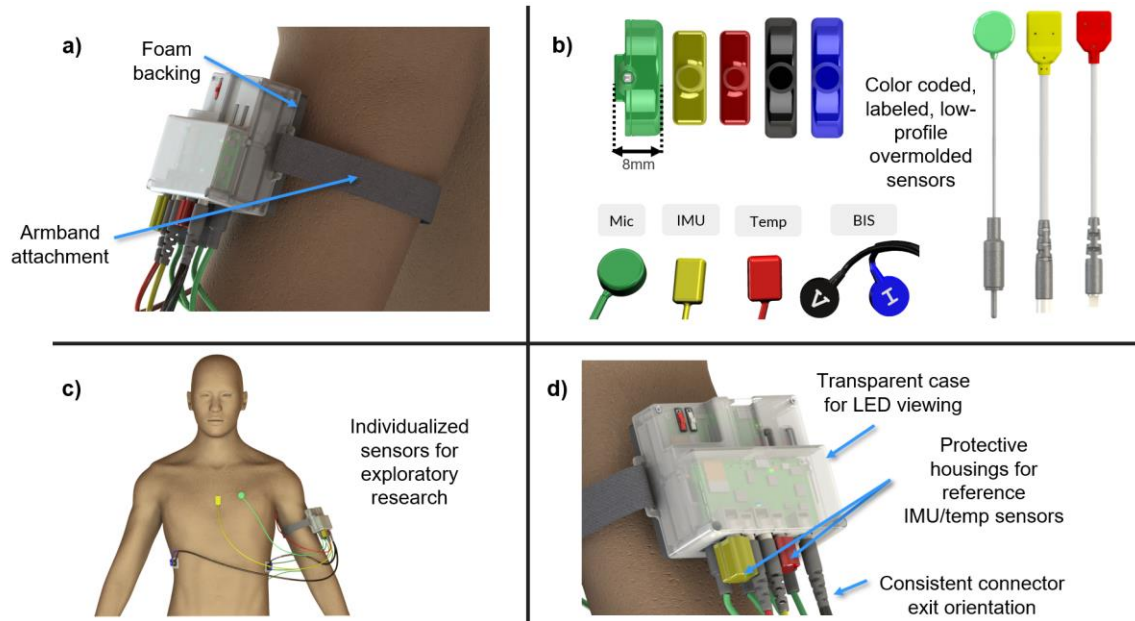 a)
Foam
backing
Armband
attachment
b)
8mm
Color coded,
labeled, low-
profile
overmolded
sensors
Mic
IMU
Temp
BIS
V
I
c)
Individualized
sensors for
exploratory
research
d)
Transparent case
for LED viewing
Protective
housings for
reference
IMU/temp sensors
Consistent connector
exit orientation